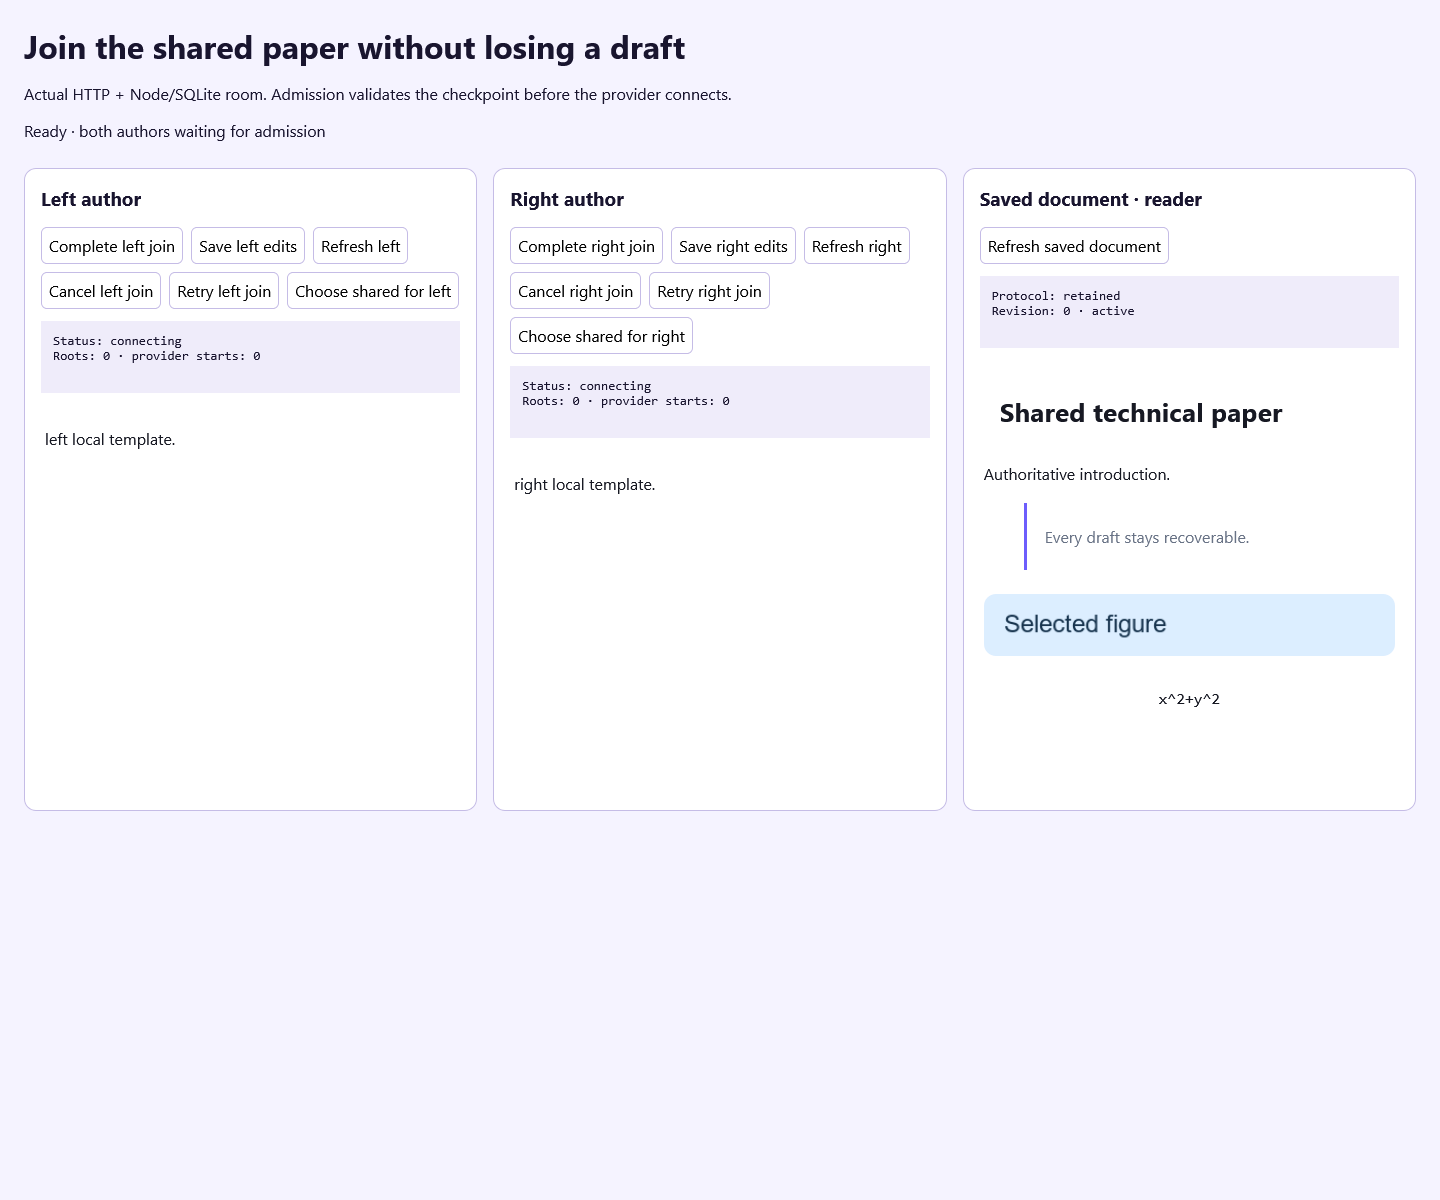 Join the shared paper without losing a draft
Actual HTTP + Node/SQLite room. Admission validates the checkpoint before the provider connects.
Ready · both authors waiting for admission
Left author
Complete left join
Save left edits
Refresh left
Cancel left join
Retry left join
Choose shared for left
Status: connecting
Roots: 0 · provider starts: 0
left local template.
Right author
Complete right join
Save right edits
Refresh right
Cancel right join
Retry right join
Choose shared for right
Status: connecting
Roots: 0 · provider starts: 0
right local template.
Saved document · reader
Refresh saved document
Protocol: retained
Revision: 0 · active
Shared technical paper
Authoritative introduction.
Every draft stays recoverable.
Selected figure
x^2+y^2